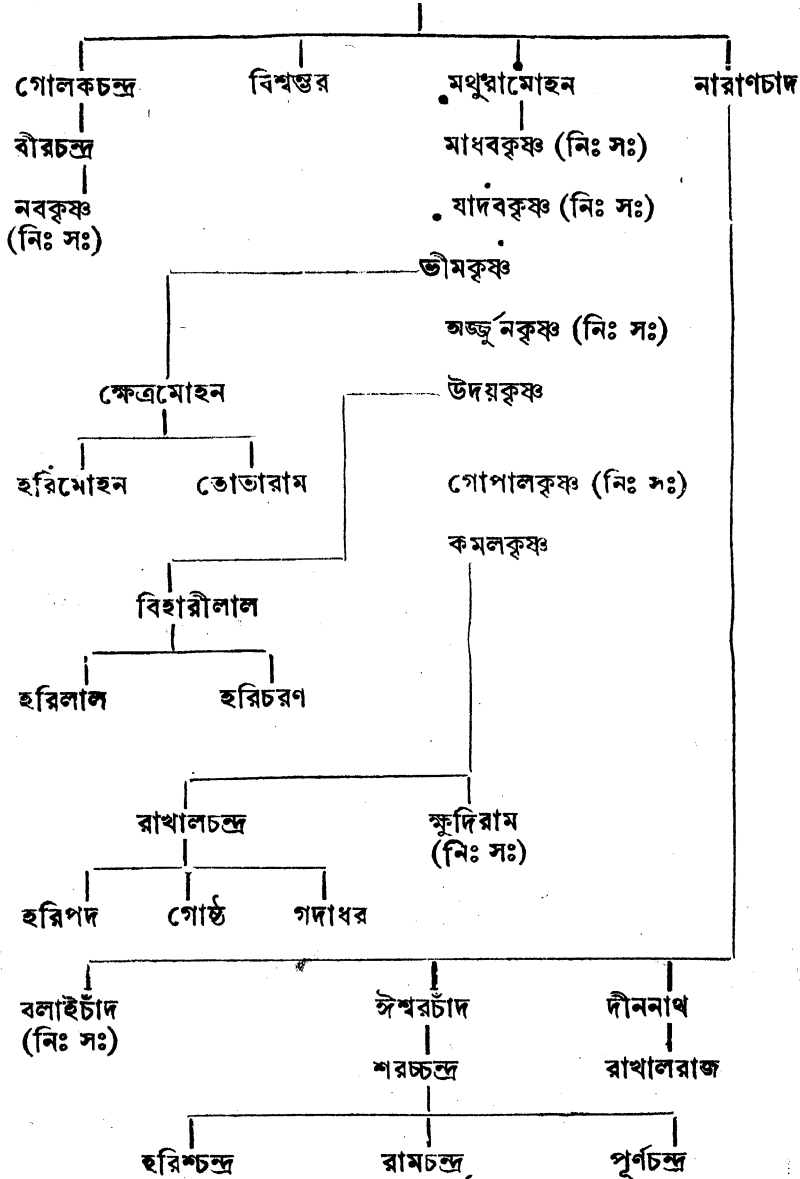 গোলকচন্দ্র বিশ্বম্ভর মথুরামোহন নারাণচাদ
বীরচন্দ্র মাধবকৃষ্ণ (নিঃ সঃ)
নবকৃষ্ণ যাদবকৃষ্ণ (নিঃ সঃ)
(নিঃ সঃ)
ভীমকৃষ্ণ
অর্জ্জুনকৃষ্ণ (নিঃ সঃ)
ক্ষেত্রমোহন উদয়কৃষ্ণ
হরিমোহন তোতারাম গোপালকৃষ্ণ (নিঃ সঃ)
কমলকৃষ্ণ
বিহারীলাল
হরিলাল হরিচরণ
রাখালচন্দ্র ক্ষুদিরাম
(নিঃ সঃ)
হরিপদ গোষ্ঠ গদাধর
বলাইচাঁদ ঈশ্বরচাঁদ দীননাথ
(নিঃ সঃ)
শরচ্চন্দ্র রাখালরাজ
হরিশ্চন্দ্র রামচন্দ্র পূর্ণচন্দ্র